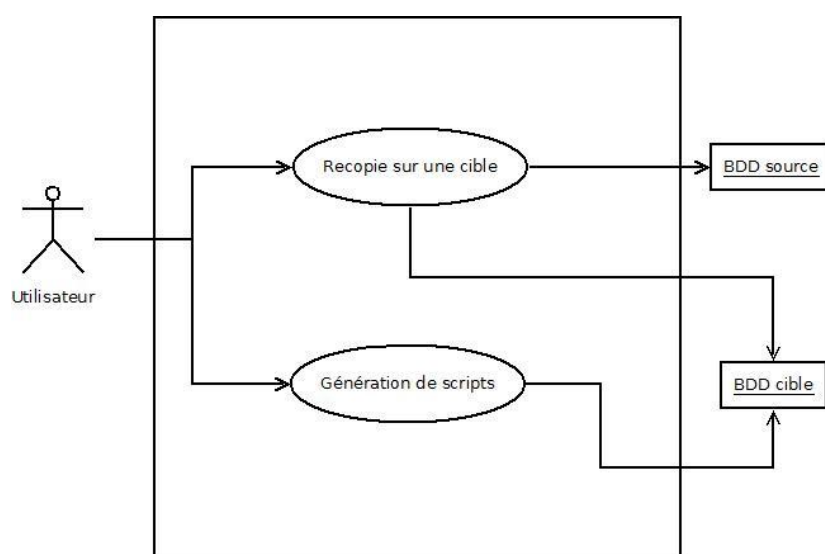 Recopie sur une cible
BDD source
Utilisateur
Génération de scripts
BDD cible